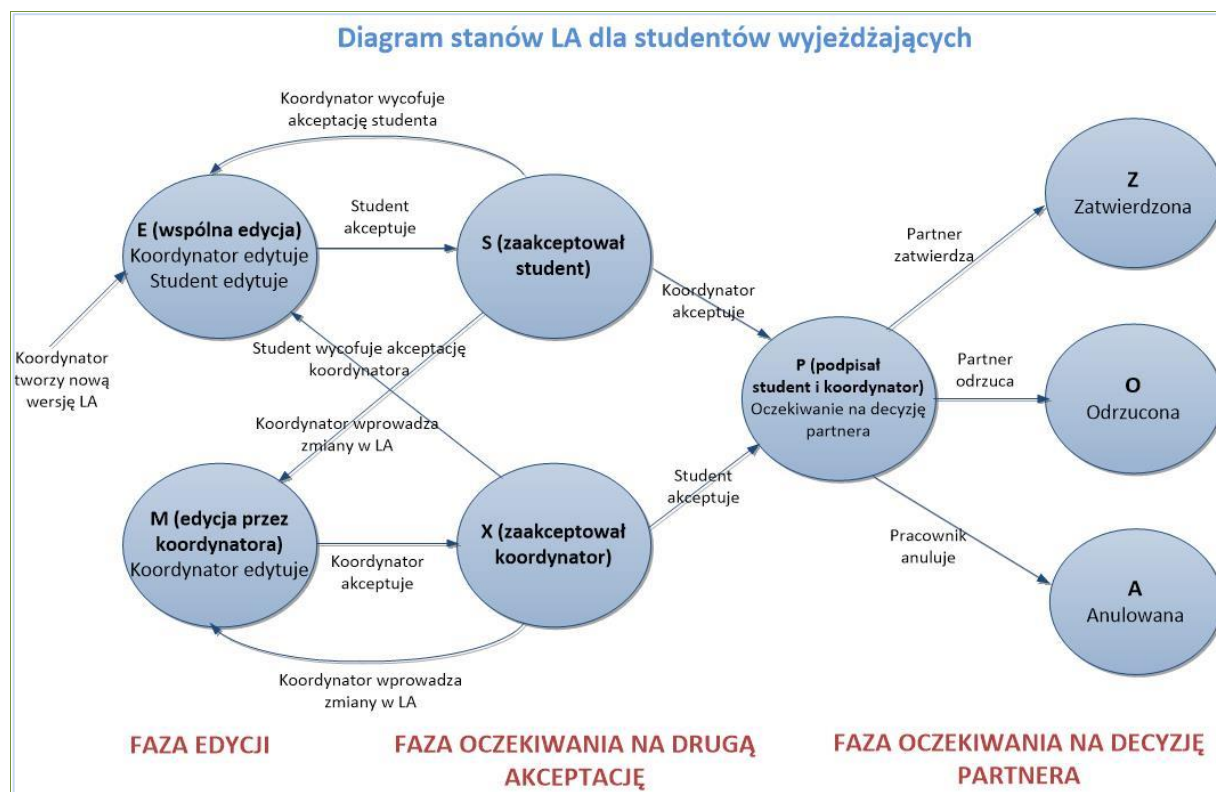 Diagram stanów LA dla studentów wyjeżdżających
Koordynator wycofuje
akceptację studenta
E (wspólna edycja)
Koordynator edytuje
Student edytuje
Student
akceptuje
S (zaakceptował
student)
Z
Zatwierdzona
Partner
zatwierdza
Koordynator
akceptuje
Koordynator
tworzy nową
wersję LA
Student wycofuje akceptację
koordynatora
P (podpisał
student i koordynator)
Oczekiwanie na decyzję
partnera
Partner
odrzuca
O
Odrzucona
Koordynator wprowadza
zmiany w LA
Student
akceptuje
M (edycja przez
koordynatora)
Koordynator edytuje
Koordynator
akceptuje
X (zaakceptował
koordynator)
Pracownik
anuluje
A
Anulowana
Koordynator wprowadza
zmiany w LA
FAZA EDYCJI
FAZA OCZEKIWANIA NA DRUGĄ
AKCEPTACJĘ
FAZA OCZEKIWANIA NA DECYZJĘ
PARTNERA